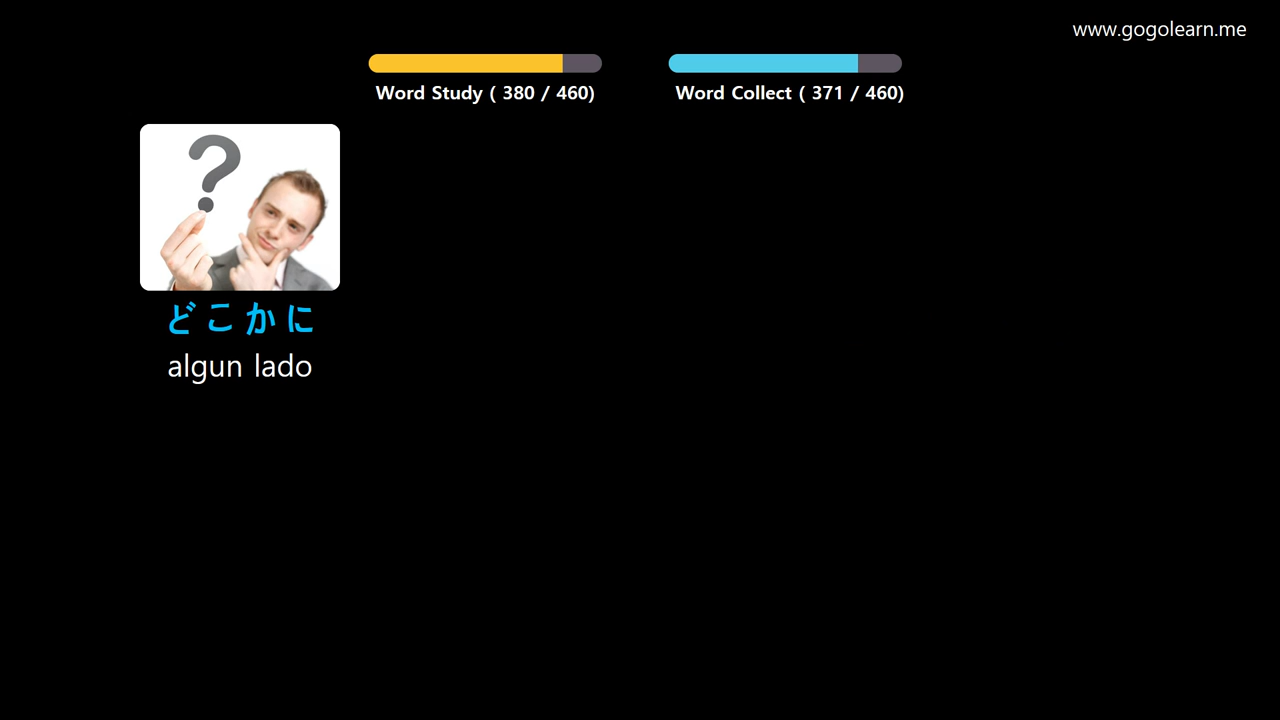 www.gogolearn.me
Word Study ( 380 / 460)
Word Collect ( 371 / 460)
どこかに
algun lado